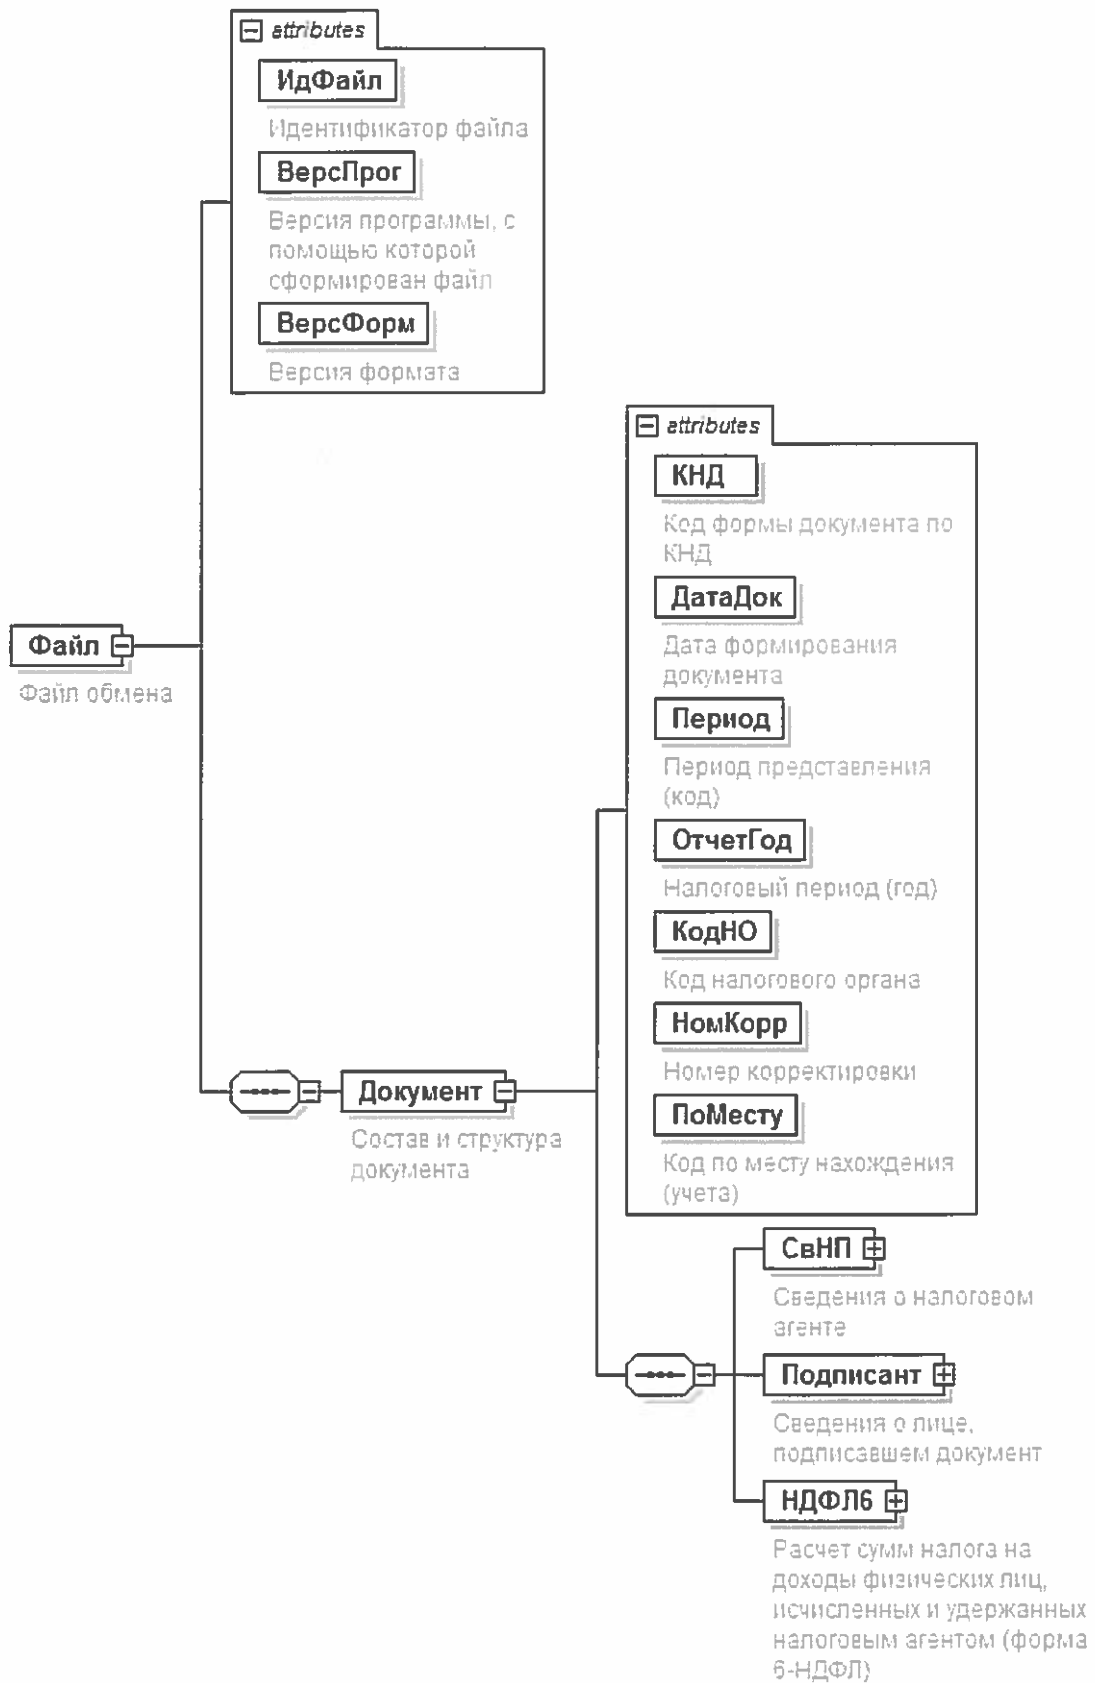 attributes
ИдФайл
Идентификатор файла
ВерсПрог
Версия программы, с
помощью которой
сформирован файл
ВерсФорм
Версия формата
Файл
Файл обмена
Документ
Состав и структура
документа
attributes
КНД
Код формы документа по
КНД
ДатаДок
Дата формирования
документа
Период
Период представления
(код)
ОтчетГод
Налоговый период (год)
КодНО
Код налогового органа
НомКорр
Номер корректировки
ПоМесту
Код по месту нахождения
(учета)
СвНП
Сведения о налоговом
агенте
Подписант
Сведения о лице,
подписавшем документ
НДФЛ6
Расчет сумм налога на
доходы физических лиц,
исчисленных и удержанных
налоговым агентом (форма
6-НДФЛ)